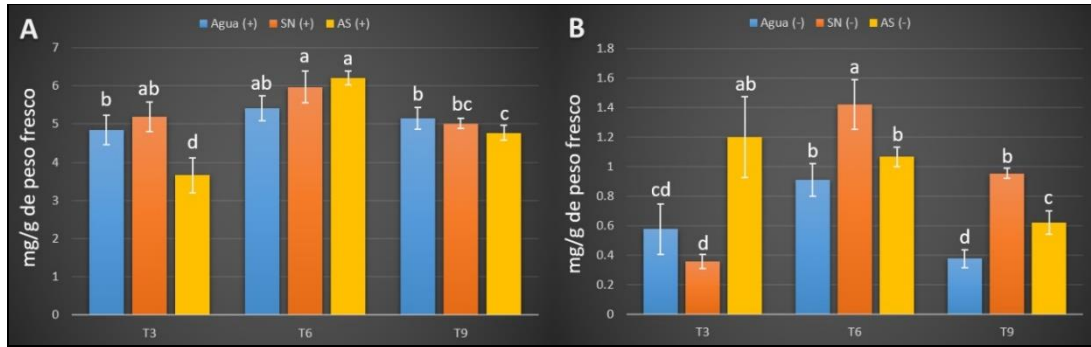 A
Agua (+) SN (+) AS (+)
mg/g de peso fresco
7
6
5
4
3
2
1
0
b ab d
ab a a
b bc c
T3 T6 T9
B
Agua (-) SN (-) AS (-)
mg/g de peso fresco
1.8
1.6
1.4
1.2
1
0.8
0.6
0.4
0.2
0
cd d ab
b a b
d b c
T3 T6 T9